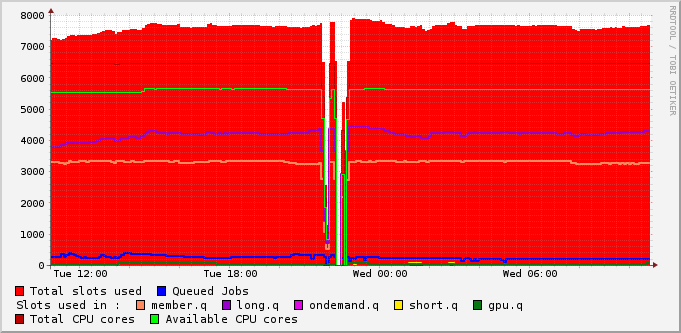 8000
7000
6000
5000
4000
3000
2000
1000
0
Tue 12:00 Tue 18:00 Wed 00:00 Wed 06:00
RRDTOOL / TOBI OETIKER
Total slots used Queued Jobs
Slots used in : member.q long.q ondemand.q short.q gpu.q
Total CPU cores Available CPU cores